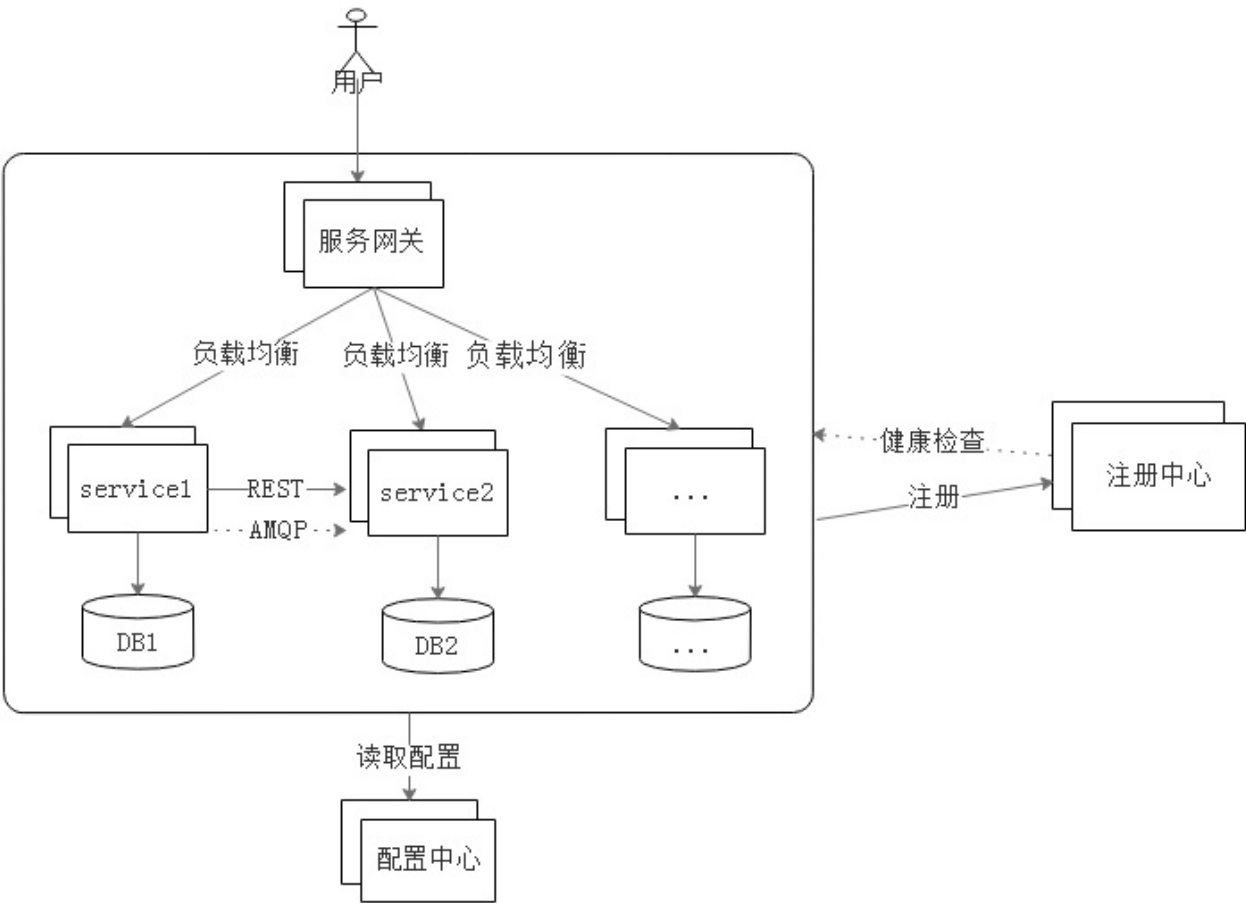 用户
服务网关
负载均衡
负载均衡
负载均衡
健康检查
注册中心
service1
REST
service2
...
注册
AMQP
DB1
DB2
...
读取配置
配置中心